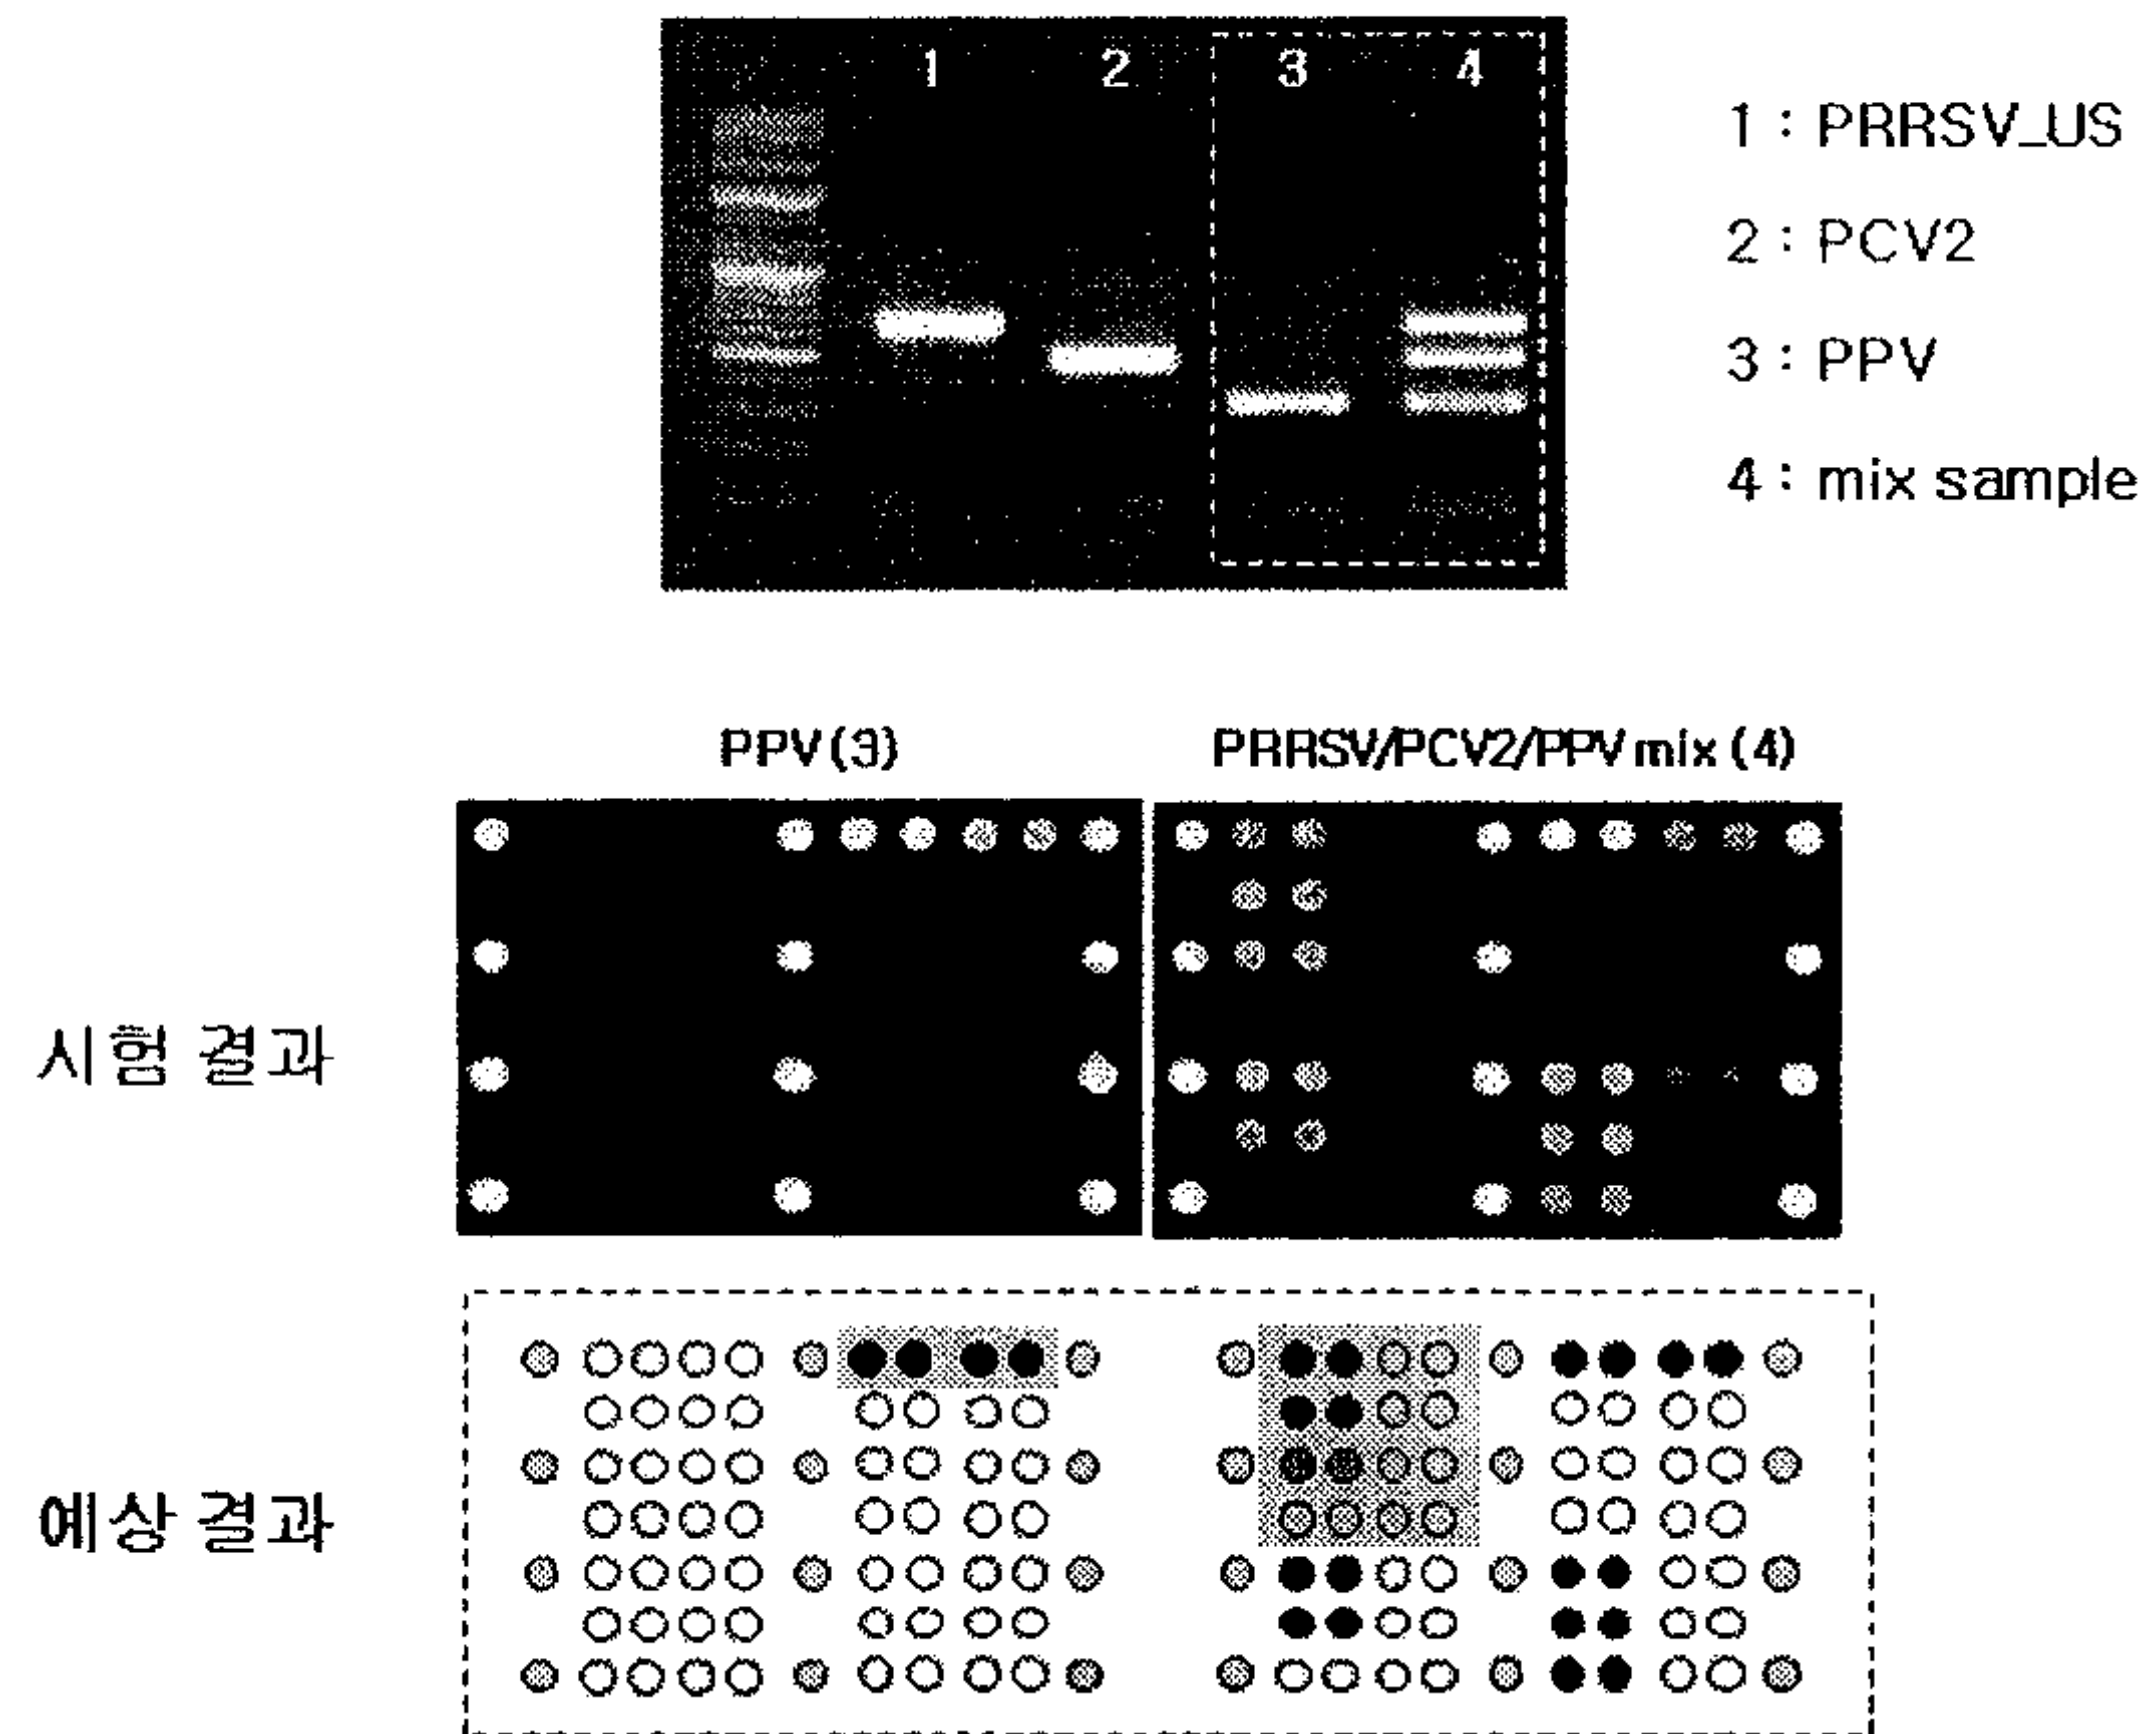 1 2 3 4
1 : PRRSV_US
2 : PCV2
3 : PPV
4 : mix sample
PPV(3) PRRSV/PCV2/PPV mix (4)
시험 결과
예상 결과